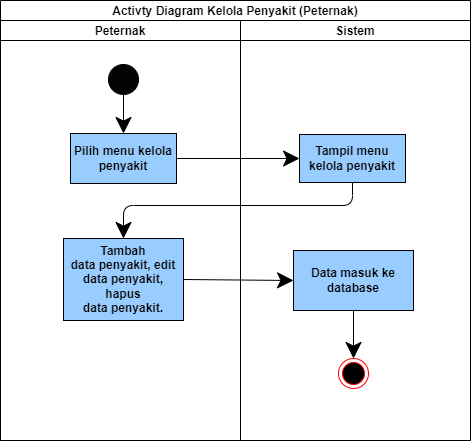 Activty Diagram Kelola Penyakit (Peternak)
Peternak
Sistem
Pilih menu kelola
penyakit
Tampil menu
kelola penyakit
Tambah
data penyakit, edit
data penyakit,
hapus
data penyakit.
Data masuk ke
database